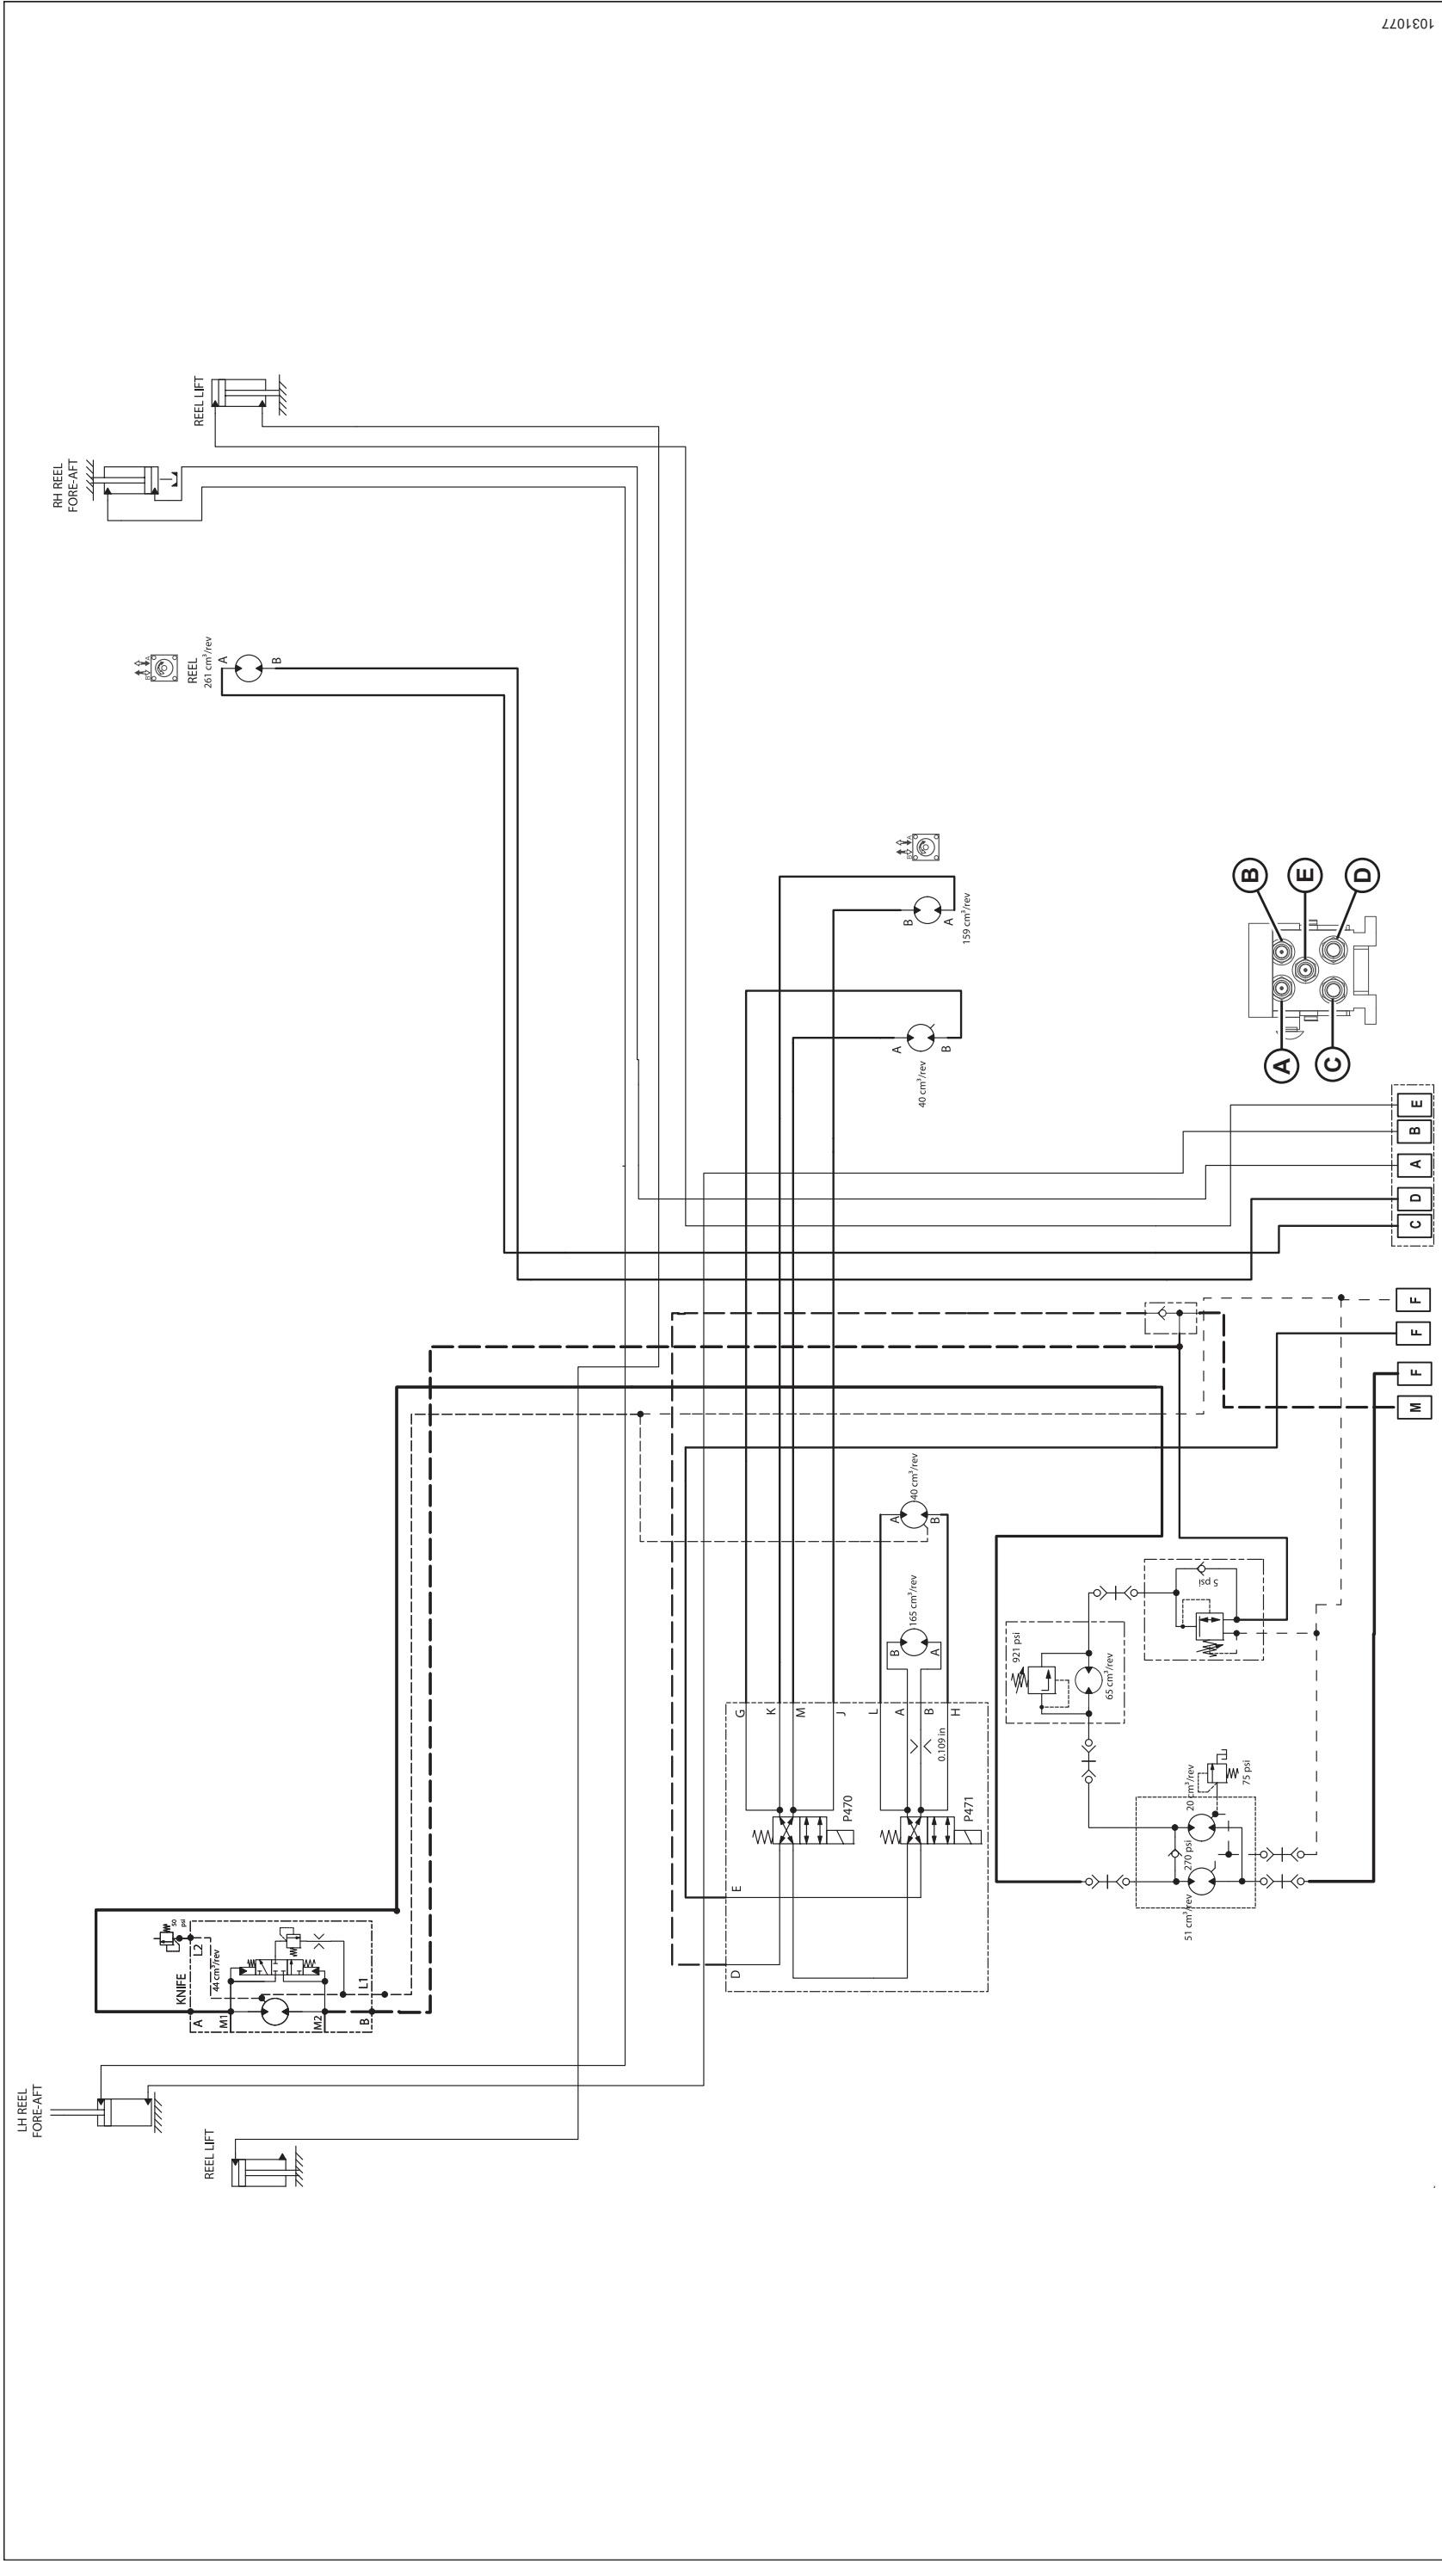 1031077
REEL LIFT
RH REEL
FORE-AFT
REEL
261 cm³/rev
A
B
B
A
159 cm³/rev
A
B
40 cm³/rev
B
E
D
A
C
E
B
A
D
C
F
F
F
M
40 cm³/rev
A
B
165 cm³/rev
B
A
5 psi
921 psi
65 cm³/rev
G
K
M
J
L
A
B
H
0.109 in
P470
P471
E
D
20 cm³/rev
75 psi
270 psi
51 cm³/rev
KNIFE
50
psi
L2
44 cm³/rev
A
M1
M2
B
L1
LH REEL
FORE-AFT
REEL LIFT